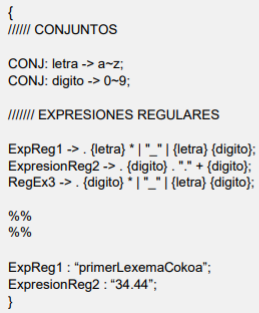 {
////// CONJUNTOS
CONJ: letra -> a~z;
CONJ: digito -> 0~9;
/////// EXPRESIONES REGULARES
ExpReg1 -> . {letra} * | "_" | {letra} {digito};
ExpresionReg2 -> . {digito} . "." + {digito};
RegEx3 -> . {digito} * | "_" | {letra} {digito};
%%
%%
ExpReg1 : “primerLexemaCokoa”;
ExpresionReg2 : “34.44”;
}